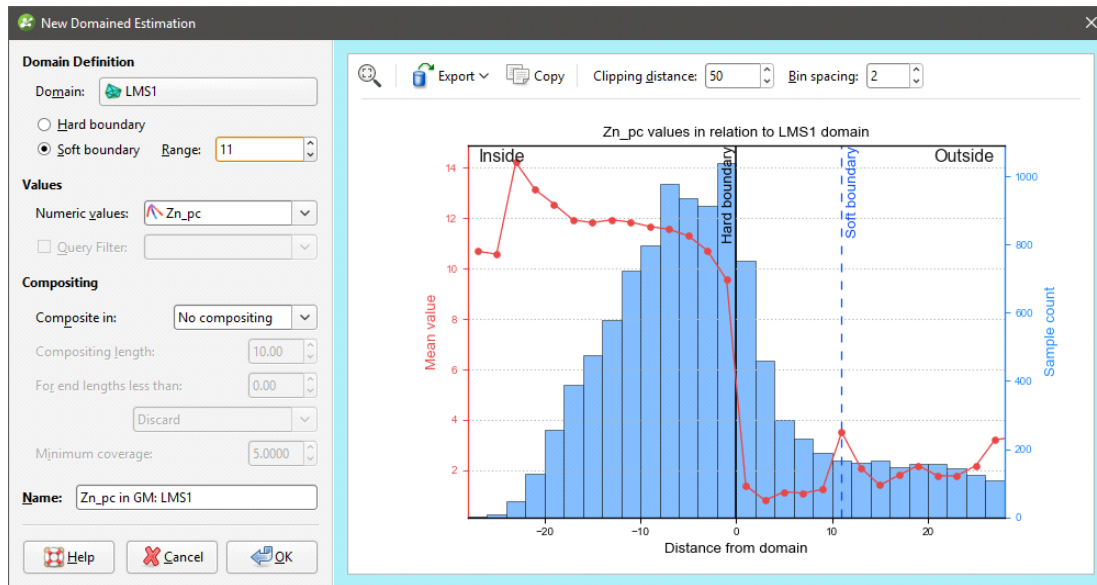 New Domained Estimation
Domain Definition
Domain: LMS1
Hard boundary
Soft boundary Range: 11
Values
Numeric values: Zn_pc
Query Filter:
Compositing
Composite in: No compositing
Compositing length: 10.00
For end lengths less than: 0.00
Discard
Minimum coverage: 5.0000
Name: Zn_pc in GM: LMS1
Help Cancel OK
Export Copy Clipping distance: 50 Bin spacing: 2
Zn_pc values in relation to LMS1 domain
Inside Outside
Hard boundary
Soft boundary
Mean value
14
12
10
8
6
4
2
Sample count
1000
800
600
400
200
0
−20 −10 0 10 20
Distance from domain